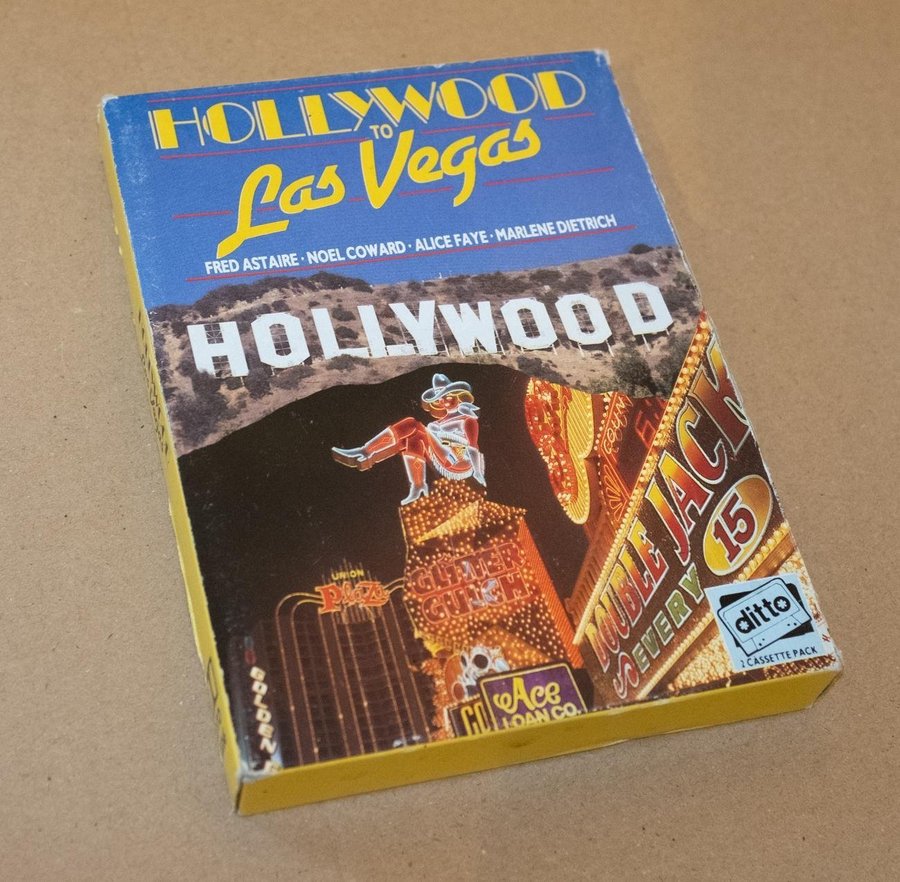 HOLLYWOOD
TO
Las Vegas
FRED ASTAIRE · NOEL COWARD · ALICE FAYE · MARLENE DIETRICH
HOLLYWOOD
DOUBLE JACK
EVERY 15
GLITTER
GULCH
UNION
Plaza
GOLDEN
Ace
LOAN CO.
ditto
2 CASSETTE PACK